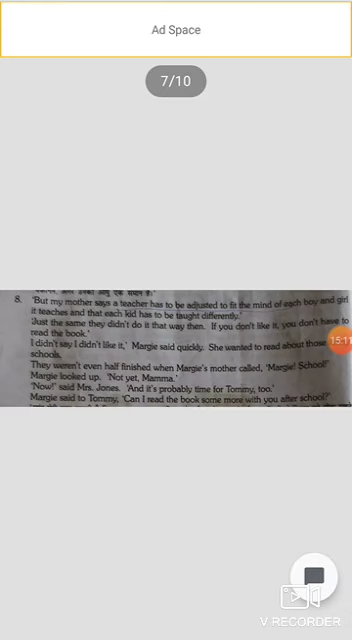 Ad Space
7/10
8. 'But my mother says a teacher has to be adjusted to fit the mind of each boy and girl
it teaches and that each kid has to be taught differently.'
'Just the same they didn't do it that way then. If you don't like it, you don't have to
read the book.'
I didn't say I didn't like it,' Margie said quickly. She wanted to read about those
15:11
schools.
They weren't even half finished when Margie's mother called, 'Margie! School!'
Margie looked up. 'Not yet, Mamma.'
'Now!' said Mrs. Jones. 'And it's probably time for Tommy, too.'
Margie said to Tommy, 'Can I read the book some more with you after school?'
V RECORDER